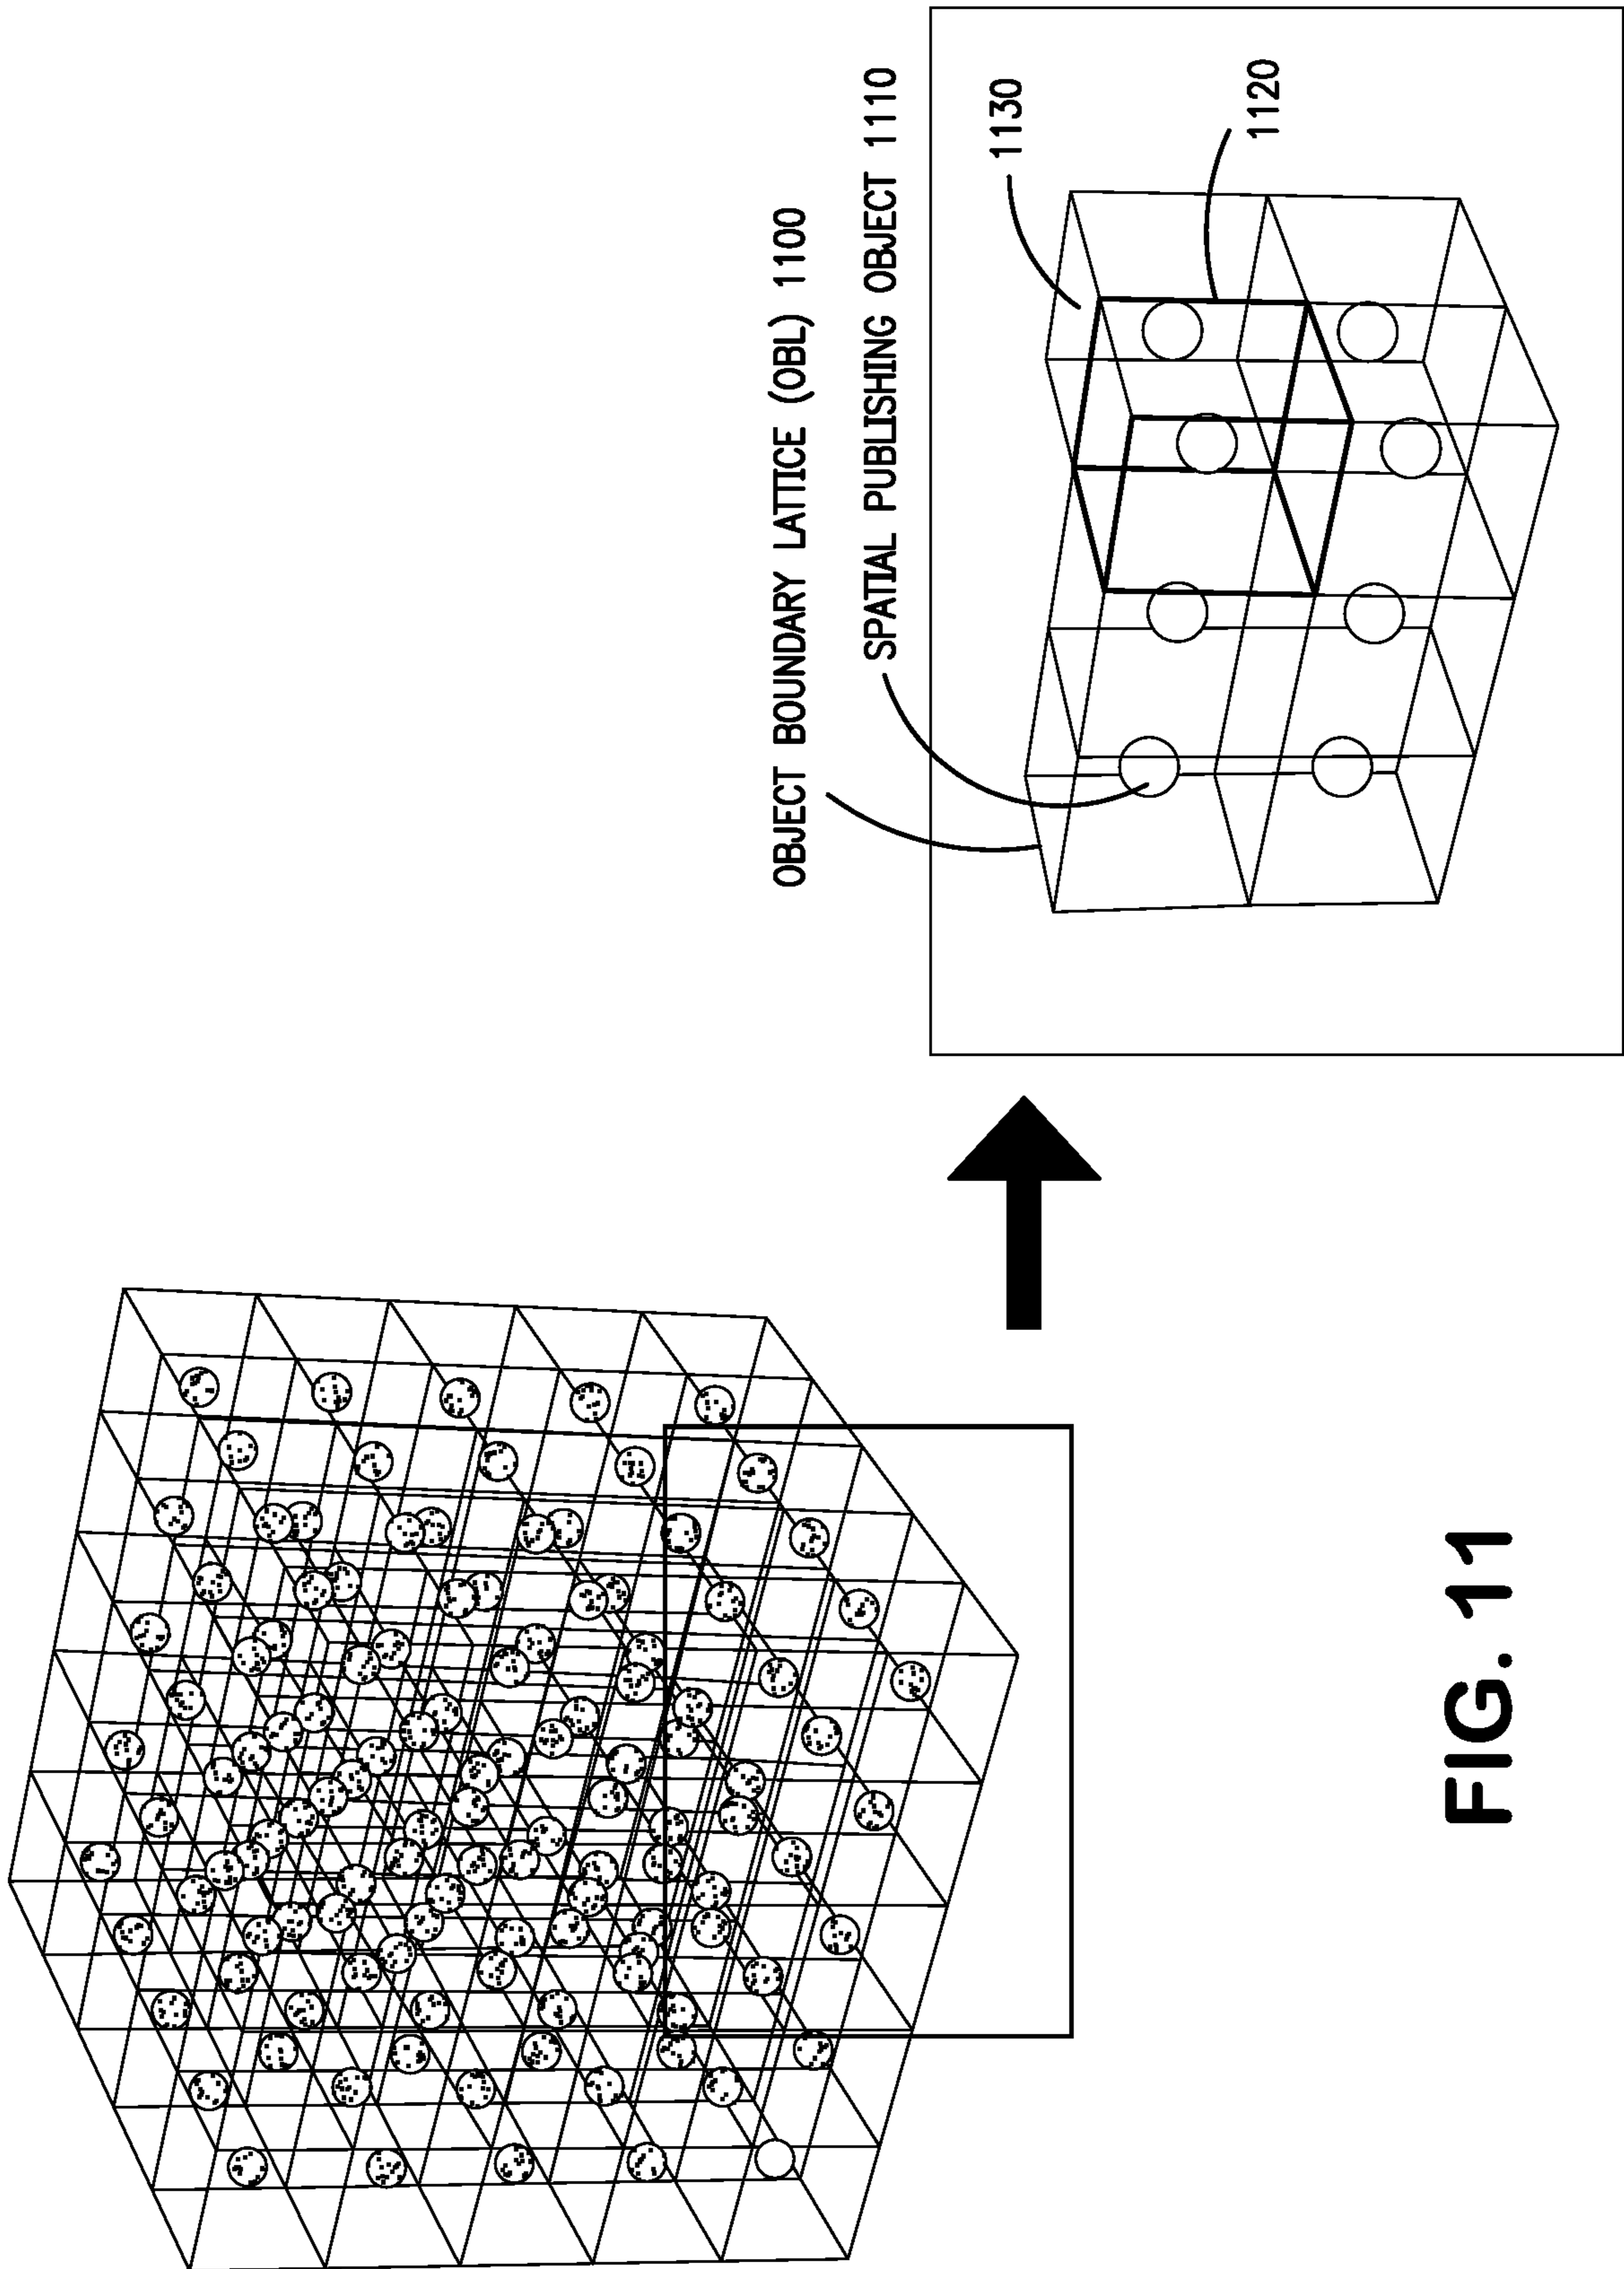 OBJECT BOUNDARY LATTICE (OBL) 1100
SPATIAL PUBLISHING OBJECT 1110
1130
1120
FIG. 11